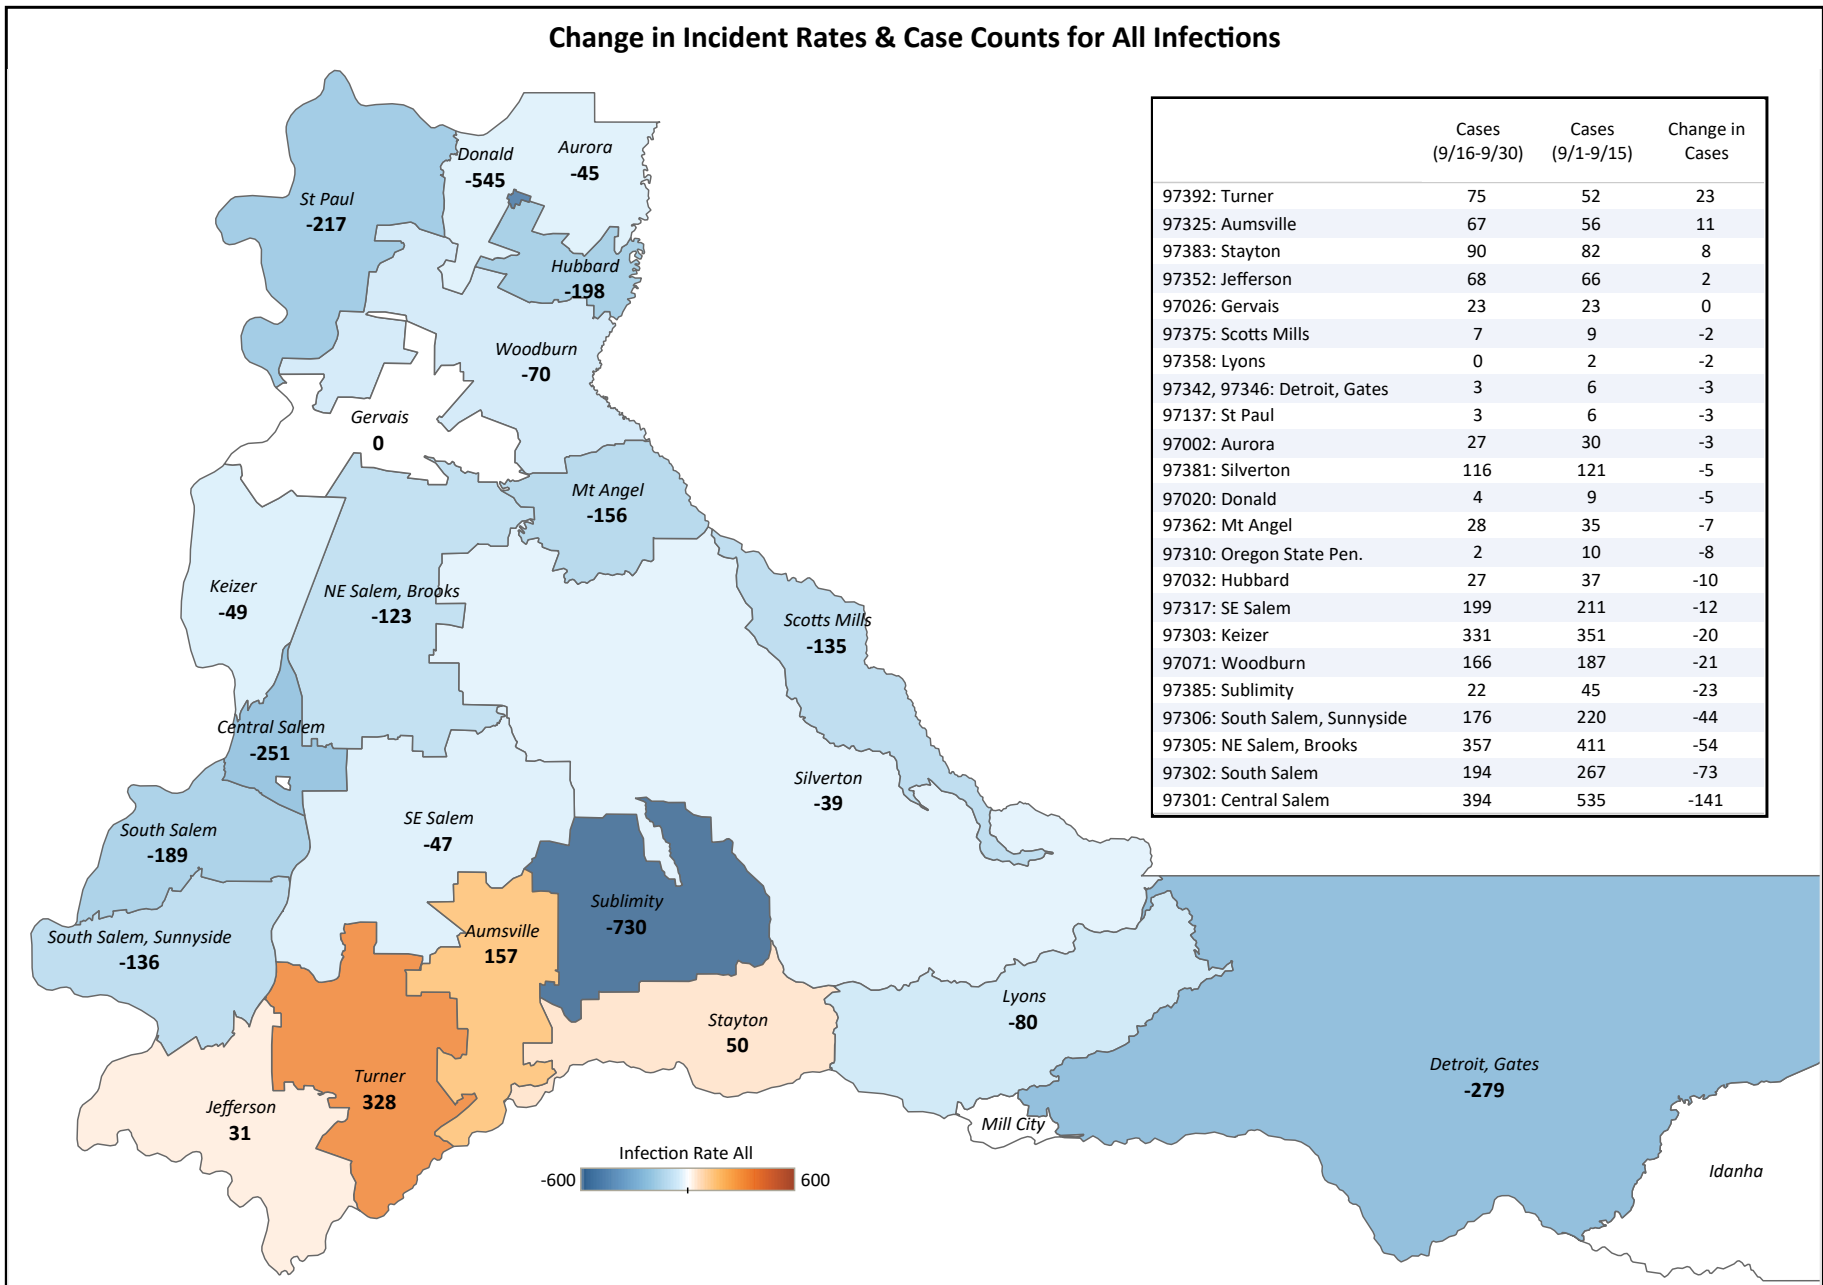 Change in Incident Rates & Case Counts for All Infections
Cases Cases Change in
(9/16-9/30) (9/1-9/15) Cases
97392: Turner 75 52 23
97325: Aumsville 67 56 11
97383: Stayton 90 82 8
97352: Jefferson 68 66 2
97026: Gervais 23 23 0
97375: Scotts Mills 7 9 -2
97358: Lyons 0 2 -2
97342, 97346: Detroit, Gates 3 6 -3
97137: St Paul 3 6 -3
97002: Aurora 27 30 -3
97381: Silverton 116 121 -5
97020: Donald 4 9 -5
97362: Mt Angel 28 35 -7
97310: Oregon State Pen. 2 10 -8
97032: Hubbard 27 37 -10
97317: SE Salem 199 211 -12
97303: Keizer 331 351 -20
97071: Woodburn 166 187 -21
97385: Sublimity 22 45 -23
97306: South Salem, Sunnyside 176 220 -44
97305: NE Salem, Brooks 357 411 -54
97302: South Salem 194 267 -73
97301: Central Salem 394 535 -141
Donald
-545
Aurora
-45
St Paul
-217
Hubbard
-198
Woodburn
-70
Gervais
0
Mt Angel
-156
Keizer
-49
NE Salem, Brooks
-123
Scotts Mills
-135
Central Salem
-251
Silverton
-39
South Salem
-189
SE Salem
-47
Sublimity
-730
South Salem, Sunnyside
-136
Aumsville
157
Lyons
-80
Stayton
50
Detroit, Gates
-279
Turner
328
Jefferson
31
Mill City
Idanha
Infection Rate All
-600 600